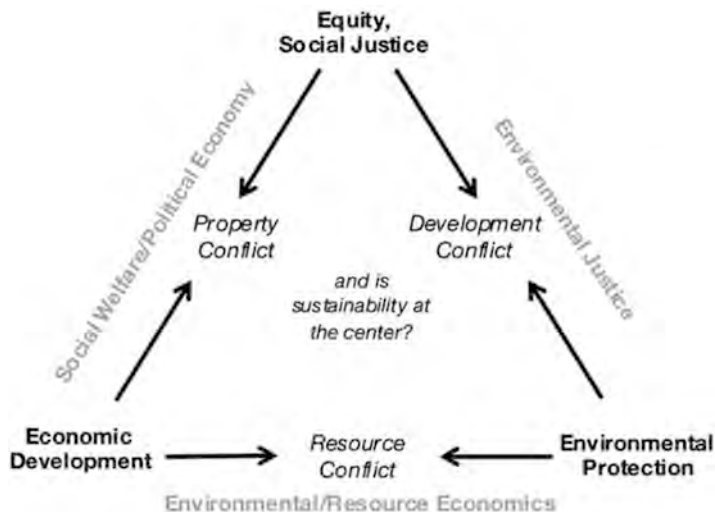 Equity,
Social Justice
Social Welfare/Political Economy
Environmental Justice
Property
Conflict
Development
Conflict
and is
sustainability at
the center?
Economic
Development
Resource
Conflict
Environmental
Protection
Environmental/Resource Economics